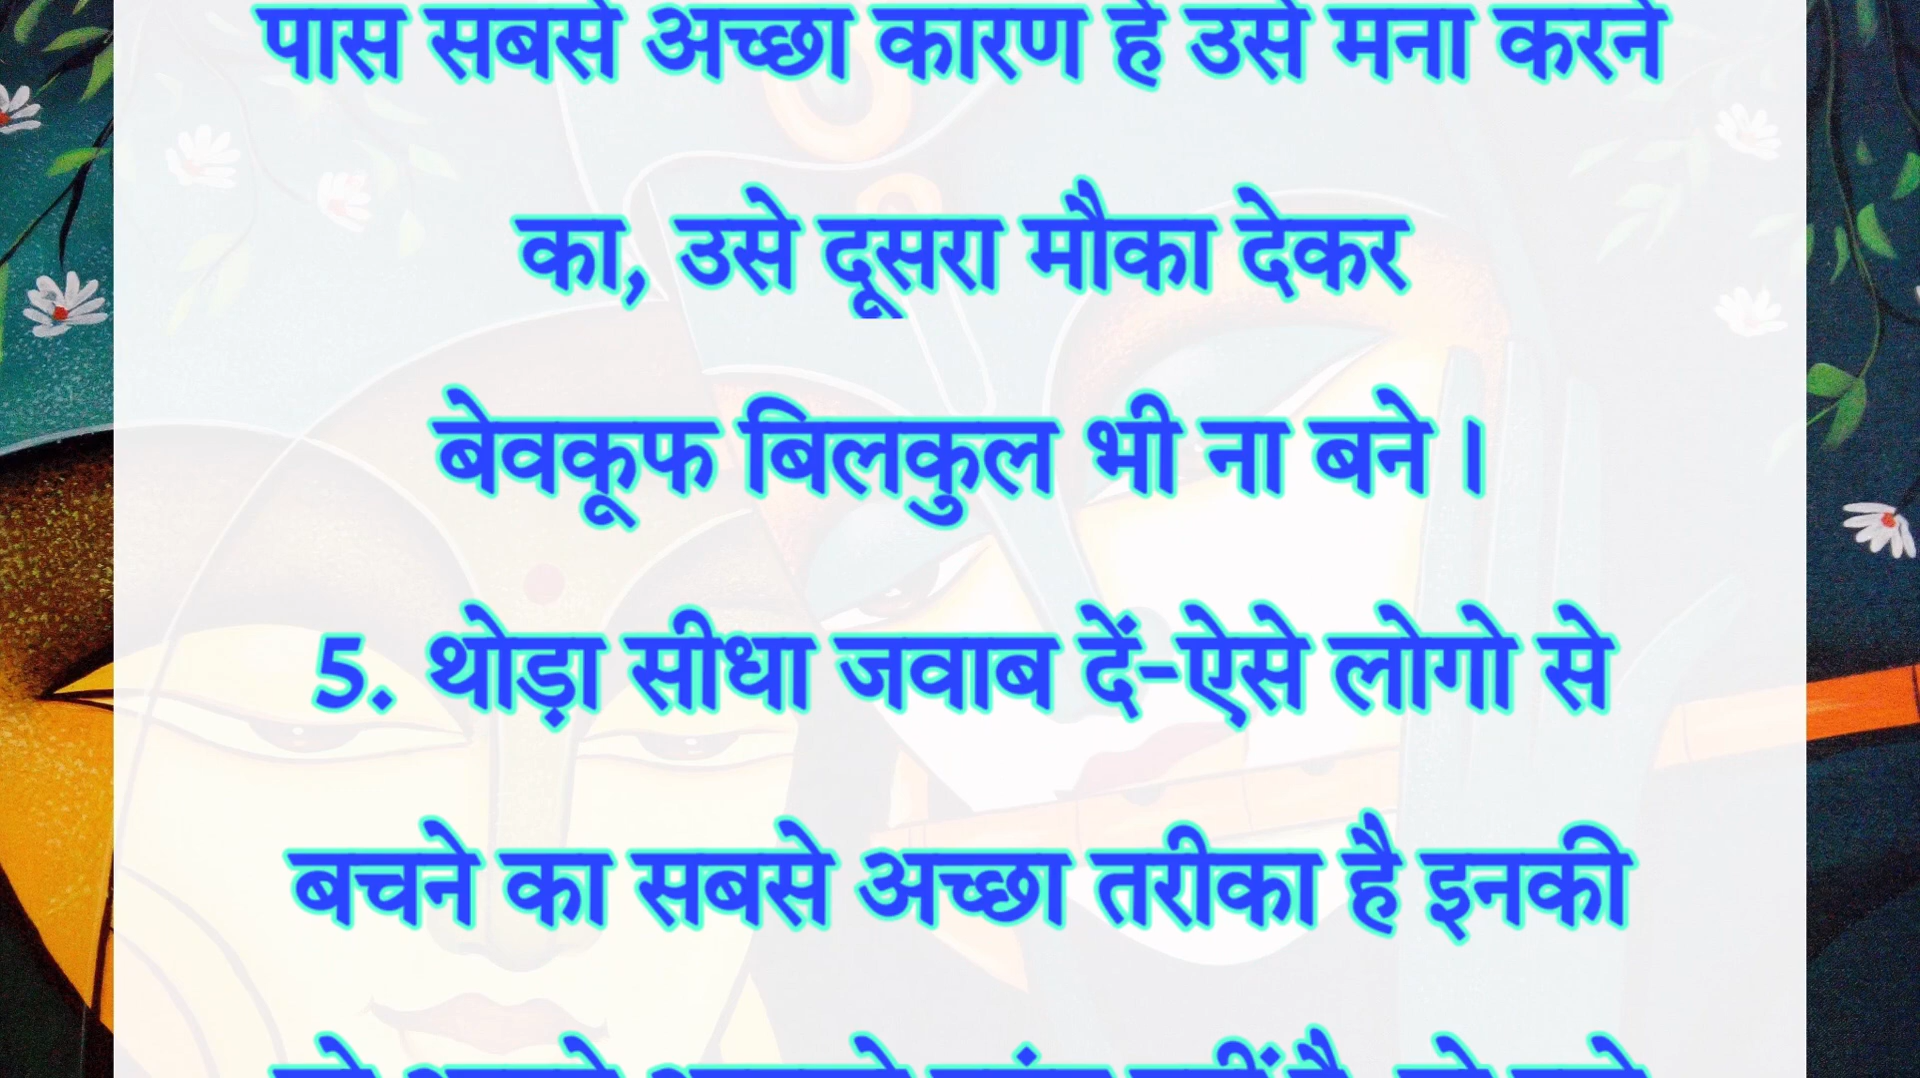 पास सबसे अच्छा कारण है उसे मना करने
का, उसे दूसरा मौका देकर
बेवकूफ बिलकुल भी ना बने ।
5. थोड़ा सीधा जवाब दें-ऐसे लोगो से
बचने का सबसे अच्छा तरीका है इनकी